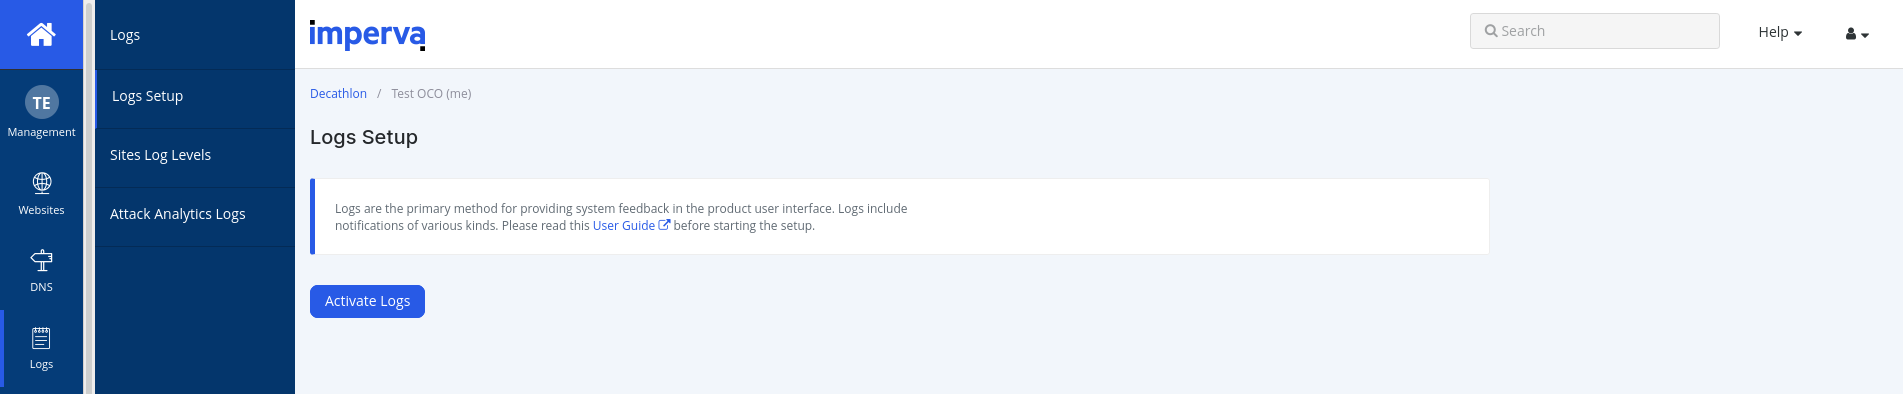 imperva
Search
Help
Logs
Logs Setup
Sites Log Levels
Attack Analytics Logs
TE
Management
Websites
DNS
Logs
Decathlon / Test OCO (me)
Logs Setup
Logs are the primary method for providing system feedback in the product user interface. Logs include
notifications of various kinds. Please read this User Guide before starting the setup.
Activate Logs